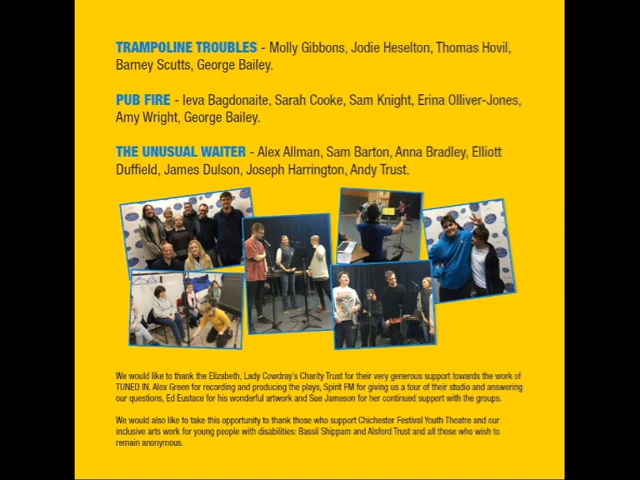 TRAMPOLINE TROUBLES - Molly Gibbons, Jodie Heselton, Thomas Hovil,
Barney Scutts, George Bailey.
PUB FIRE - Ieva Bagdonaite, Sarah Cooke, Sam Knight, Erina Olliver-Jones,
Amy Wright, George Bailey.
THE UNUSUAL WAITER - Alex Allman, Sam Barton, Anna Bradley, Elliott
Duffield, James Dulson, Joseph Harrington, Andy Trust.
We would like to thank the Elizabeth, Lady Cowdray's Charity Trust for their very generous support towards the work of
TUNED IN. Alex Green for recording and producing the plays, Spirit FM for giving us a tour of their studio and answering
our questions, Ed Eustace for his wonderful artwork and Sue Jameson for her continued support with the groups.
We would also like to take this opportunity to thank those who support Chichester Festival Youth Theatre and our
inclusive arts work for young people with disabilities: Bassil Shippam and Alsford Trust and all those who wish to
remain anonymous.